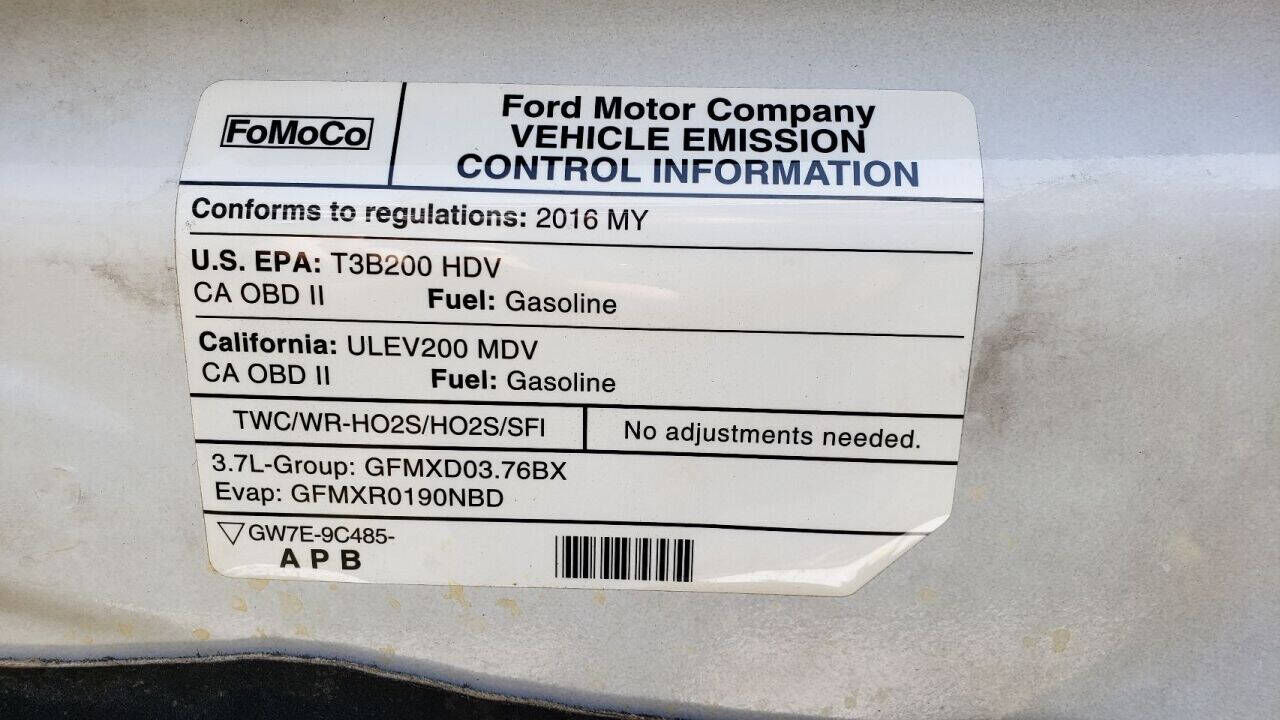 FoMoCo
Ford Motor Company
VEHICLE EMISSION
CONTROL INFORMATION
Conforms to regulations: 2016 MY
U.S. EPA: T3B200 HDV
CA OBD II Fuel: Gasoline
California: ULEV200 MDV
CA OBD II Fuel: Gasoline
TWC/WR-HO2S/HO2S/SFI No adjustments needed.
3.7L-Group: GFMXD03.76BX
Evap: GFMXR0190NBD
GW7E-9C485-
A P B